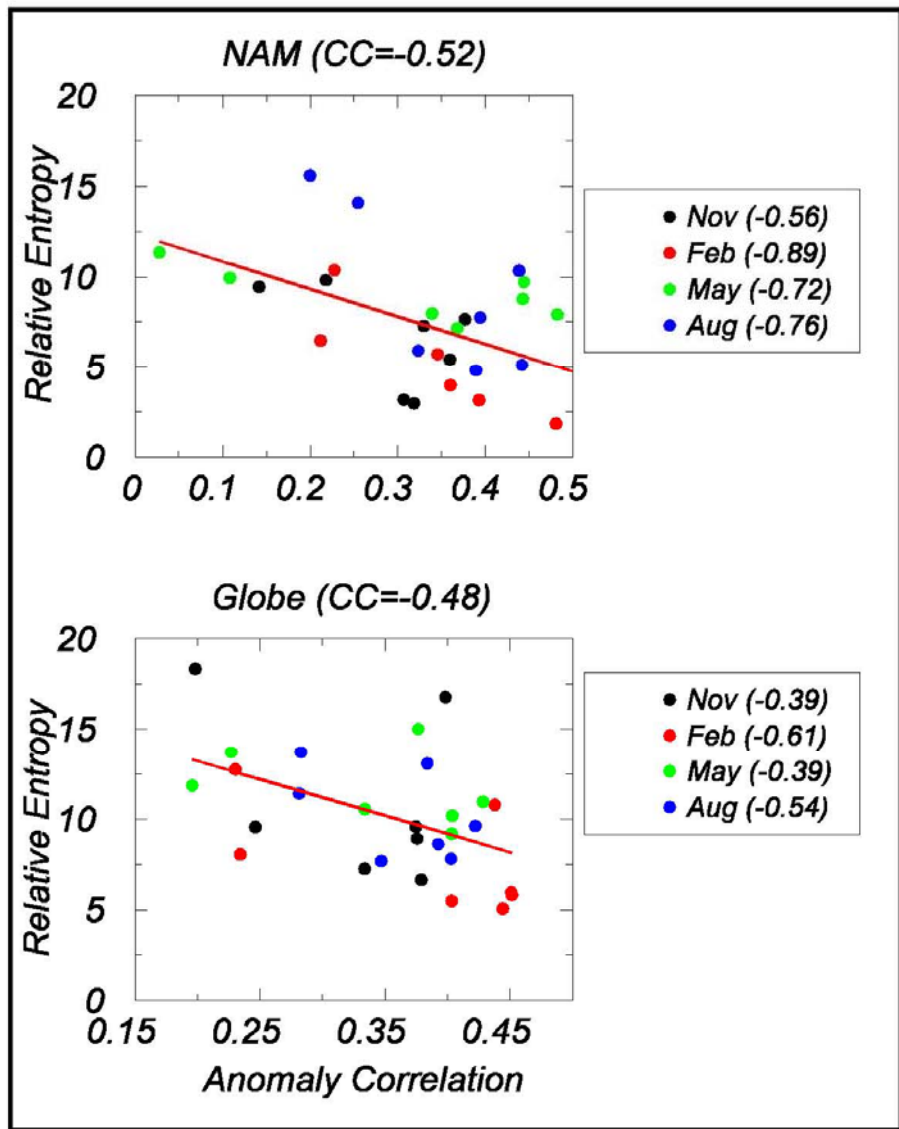 NAM (CC=-0.52)
20
15
10
5
0
Relative Entropy
0 0.1 0.2 0.3 0.4 0.5
Nov (-0.56)
Feb (-0.89)
May (-0.72)
Aug (-0.76)
Globe (CC=-0.48)
20
15
10
5
0
Relative Entropy
0.15 0.25 0.35 0.45
Anomaly Correlation
Nov (-0.39)
Feb (-0.61)
May (-0.39)
Aug (-0.54)